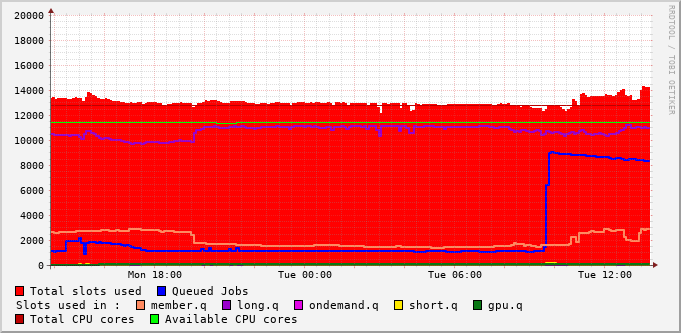 20000
18000
16000
14000
12000
10000
8000
6000
4000
2000
0
Mon 18:00 Tue 00:00 Tue 06:00 Tue 12:00
RRDTOOL / TOBI OETIKER
Total slots used Queued Jobs
Slots used in : member.q long.q ondemand.q short.q gpu.q
Total CPU cores Available CPU cores